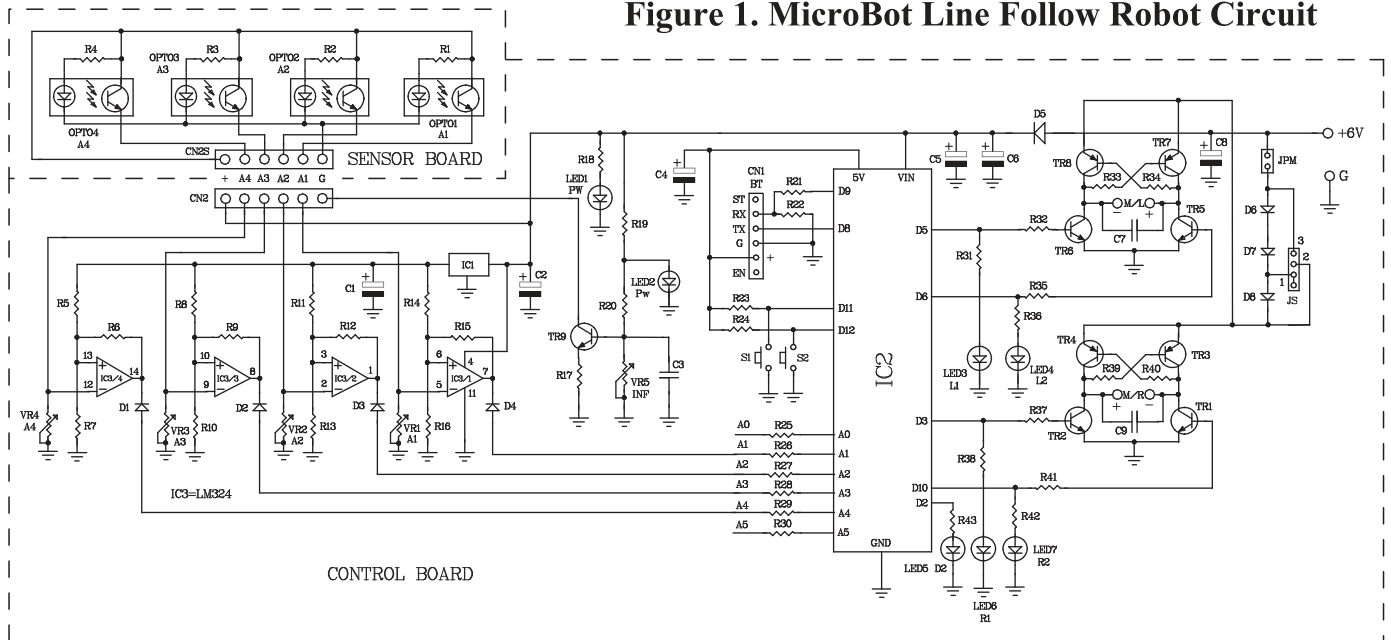 Figure 1. MicroBot Line Follow Robot Circuit
R4
OPTO3
A3
R3
OPTO2
A2
R2
R1
OPTO4
A4
OPTO1
A1
CN2S
SENSOR BOARD
+ A4 A3 A2 A1 G
CN2
R18
LED1
PW
R19
LED2
Pw
R20
TR9
R17
VR5
INF
C3
+
C4
CN1
BT
ST
RX
TX
G
+
EN
R21
R22
R23
R24
S1
S2
5V
VIN
D9
D8
D11
D12
IC2
D5
D6
D3
D10
D2
A0
A1
A2
A3
A4
A5
GND
A0
R25
A1
R26
A2
R27
A3
R28
A4
R29
A5
R30
+
C5
+
C6
D5
TR8
TR7
R33
R34
M/L
−
+
C7
TR6
TR5
R32
R31
R35
R36
LED3
L1
LED4
L2
+
C8
+6V
G
JPM
D6
D7
D8
3
2
1
JS
TR4
TR3
R39
R40
+
M/R
−
C9
TR2
TR1
R37
R38
R41
R42
R43
LED5
D2
LED6
R1
LED7
R2
IC1
+
C1
+
C2
R5
R6
13
12
14
+
−
IC3/4
D1
VR4
A4
R7
R8
R9
10
9
8
+
−
IC3/3
D2
VR3
A3
R10
R11
R12
3
2
1
+
−
IC3/2
D3
VR2
A2
R13
R14
R15
6
5
4
7
11
+
−
IC3/1
D4
VR1
A1
R16
IC3=LM324
CONTROL BOARD